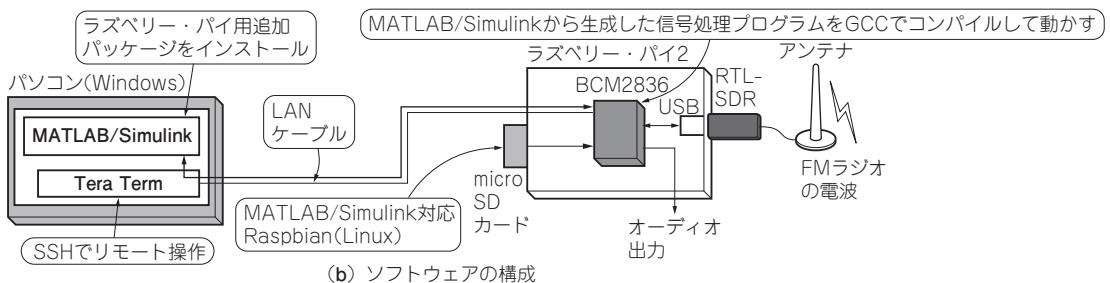 ラズベリー・パイ用追加
パッケージをインストール
MATLAB/Simulinkから生成した信号処理プログラムをGCCでコンパイルして動かす
パソコン(Windows)
MATLAB/Simulink
Tera Term
SSHでリモート操作
LAN
ケーブル
MATLAB/Simulink対応
Raspbian(Linux)
micro
SD
カード
ラズベリー・パイ2
BCM2836
USB
RTL-
SDR
アンテナ
FMラジオ
の電波
オーディオ
出力
(b) ソフトウェアの構成